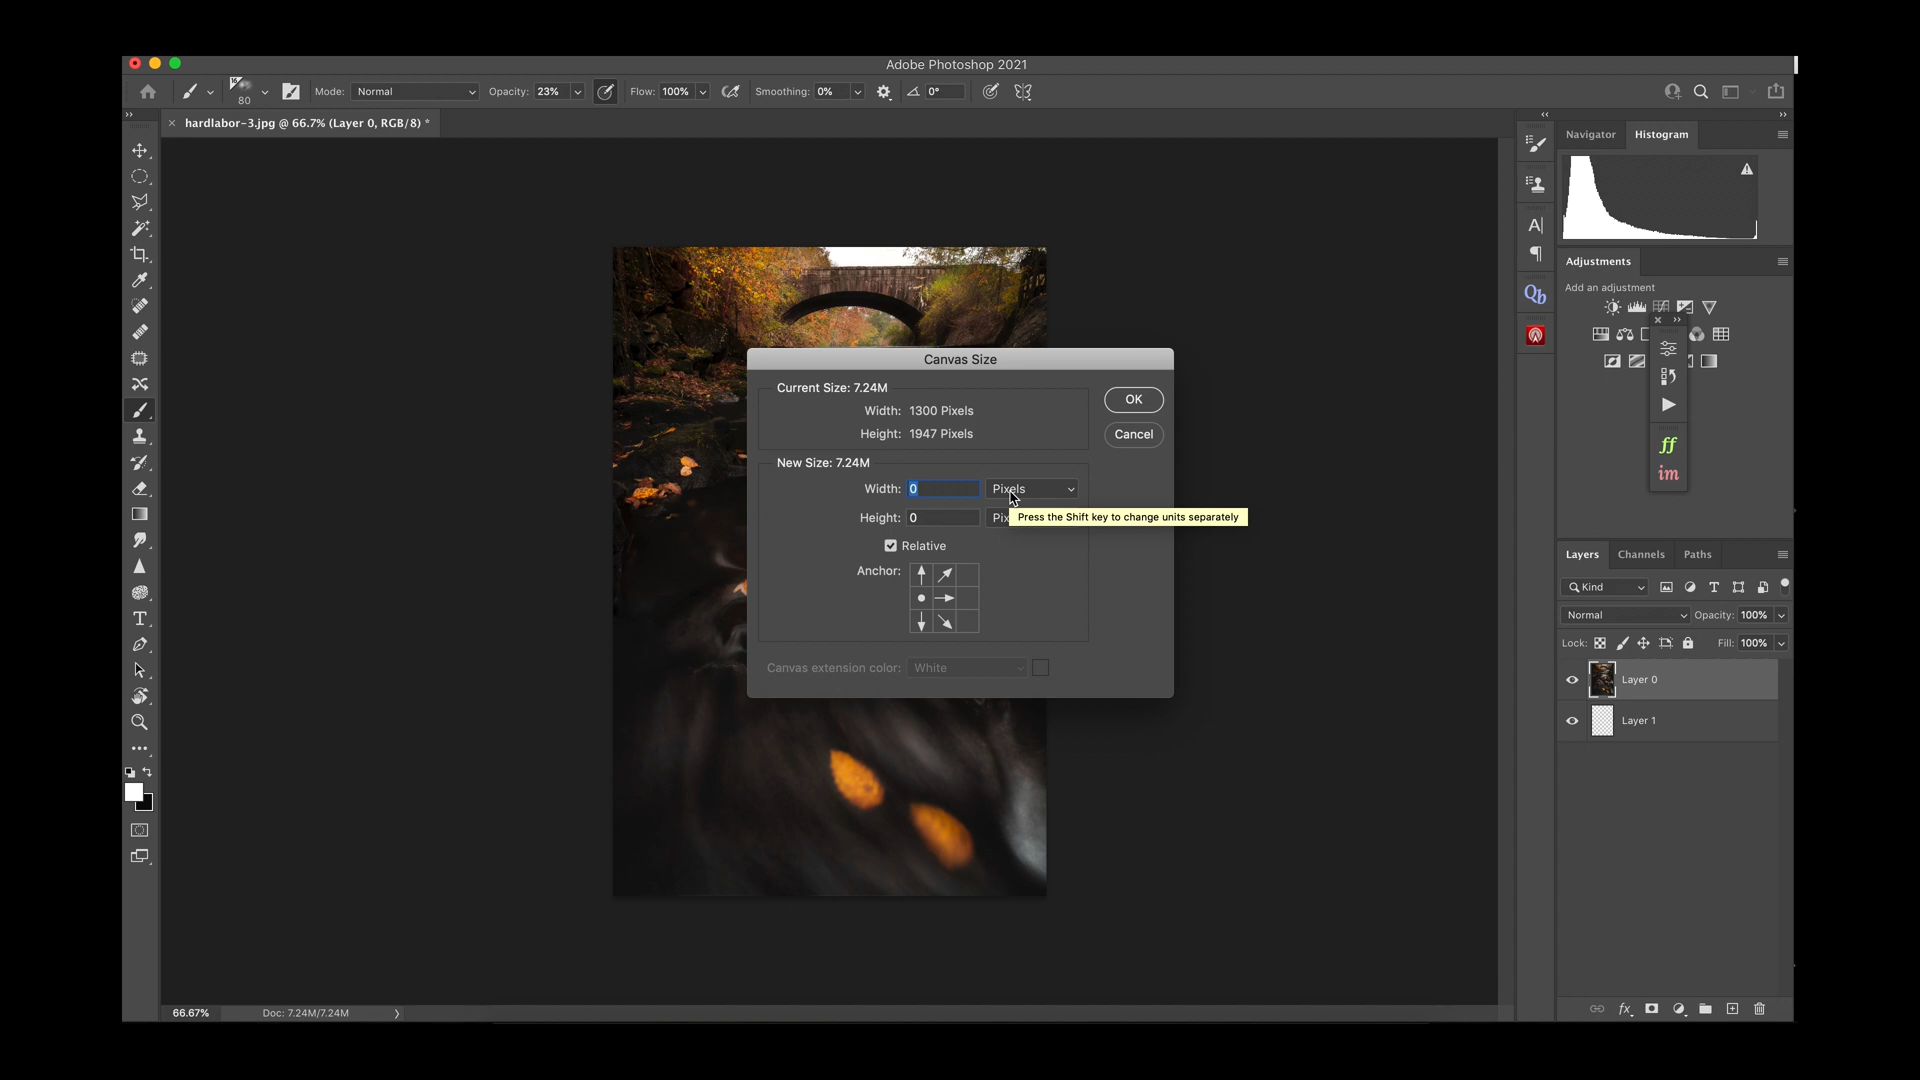 Adobe Photoshop 2021
80
Mode: Normal
Opacity: 23%
Flow: 100%
Smoothing: 0%
0°
hardlabor-3.jpg @ 66.7% (Layer 0, RGB/8) *
Navigator
Histogram
Adjustments
Add an adjustment
Canvas Size
Current Size: 7.24M
Width: 1300 Pixels
Height: 1947 Pixels
OK
Cancel
New Size: 7.24M
Width: 0 Pixels
Height: 0 Pix
Press the Shift key to change units separately
Relative
Anchor:
Canvas extension color: White
A|
Qb
ff
im
Layers
Channels
Paths
Kind
Normal
Opacity: 100%
Lock:
Fill: 100%
Layer 0
Layer 1
fx
66.67%
Doc: 7.24M/7.24M